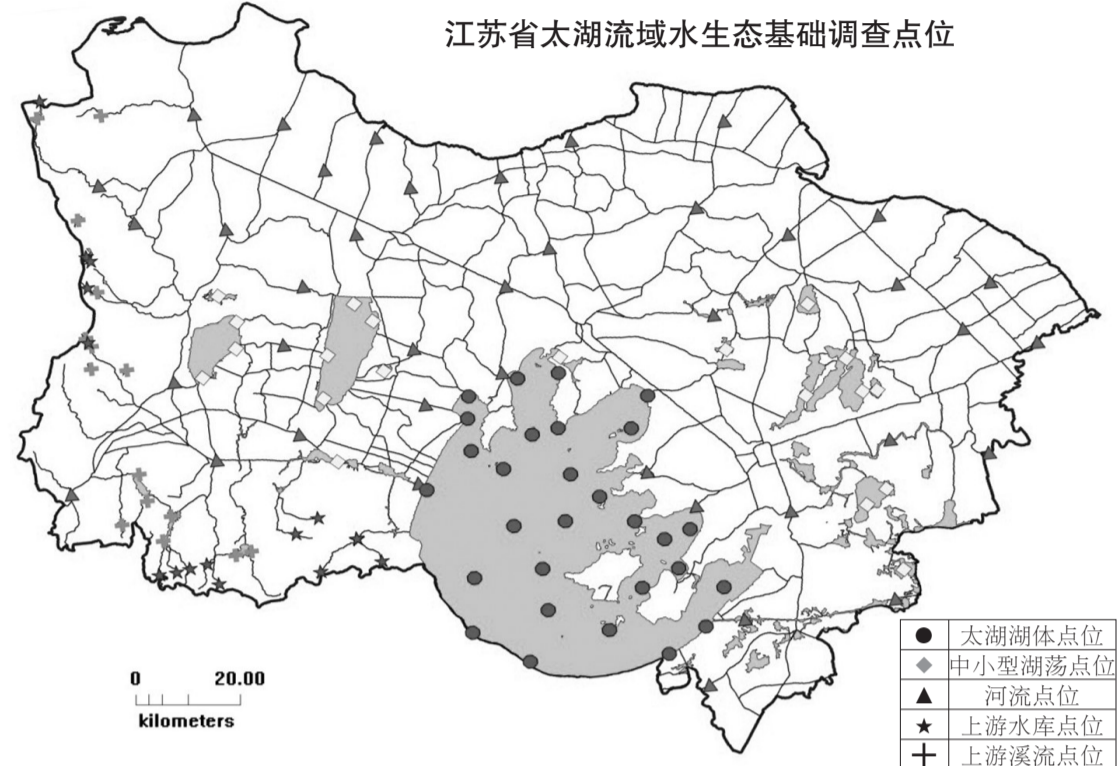 江苏省太湖流域水生态基础调查点位
0 20.00
kilometers
太湖湖体点位
中小型湖荡点位
河流点位
上游水库点位
上游溪流点位